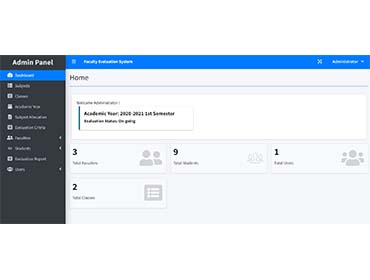 Admin Panel
Faculty Evaluation System
Administrator
Dashboard
Subjects
Classes
Academic Year
Subject Allocation
Evaluation Criteria
Faculties
Students
Evaluation Report
Users
Home
Welcome Administrator !
Academic Year: 2020-2021 1st Semester
Evaluation Status: On-going
3
Total Faculties
9
Total Students
1
Total Users
2
Total Classes